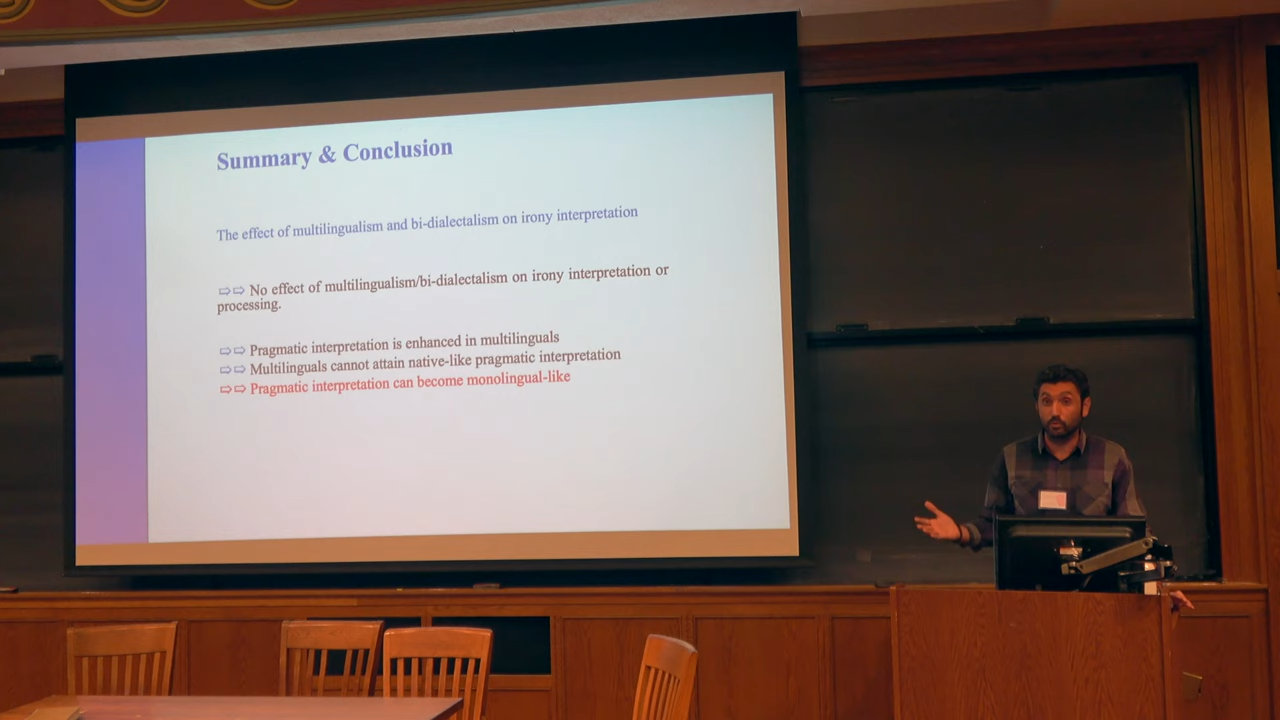 Summary & Conclusion
The effect of multilingualism and bi-dialectalism on irony interpretation
⇨⇨ No effect of multilingualism/bi-dialectalism on irony interpretation or
processing.
⇨⇨ Pragmatic interpretation is enhanced in multilinguals
⇨⇨ Multilinguals cannot attain native-like pragmatic interpretation
⇨⇨ Pragmatic interpretation can become monolingual-like